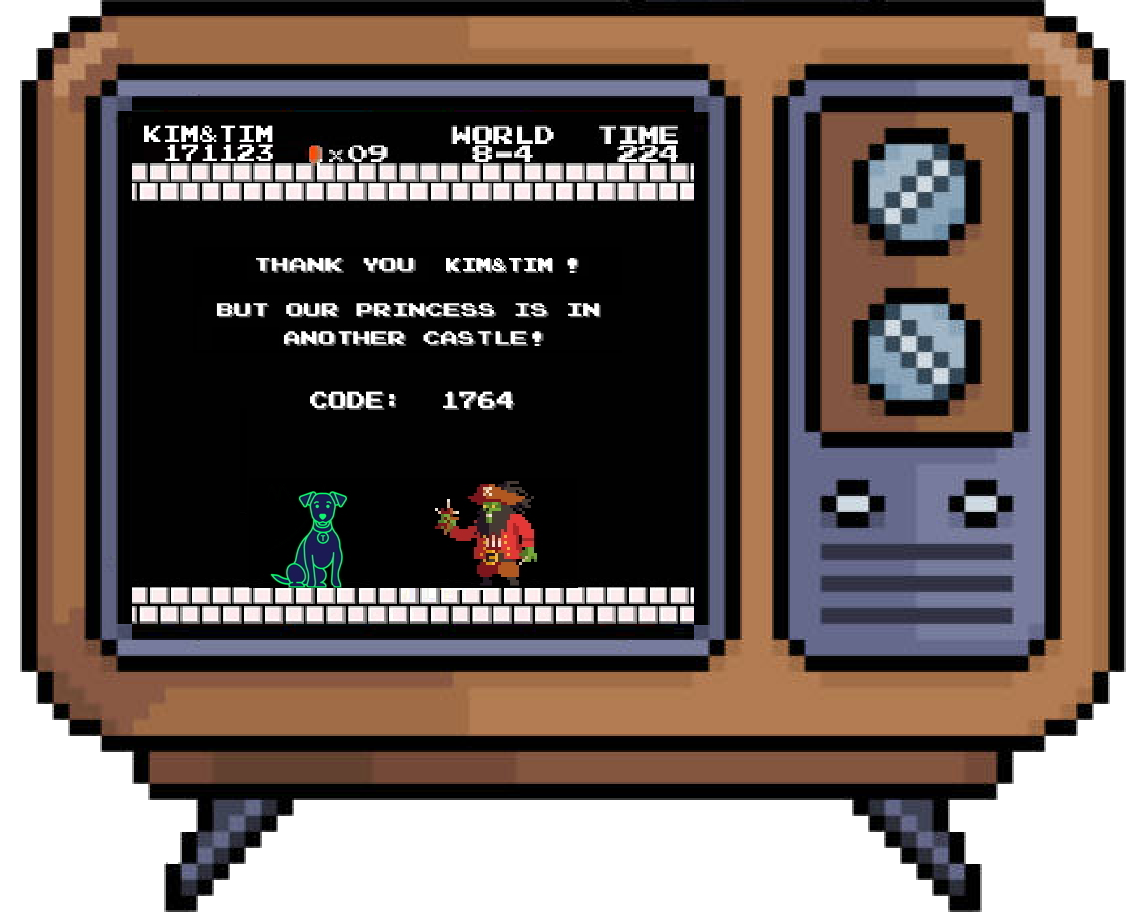 KIM&TIM WORLD TIME
171123 x09 8-4 224
THANK YOU KIM&TIM !
BUT OUR PRINCESS IS IN
ANOTHER CASTLE!
CODE: 1764
T